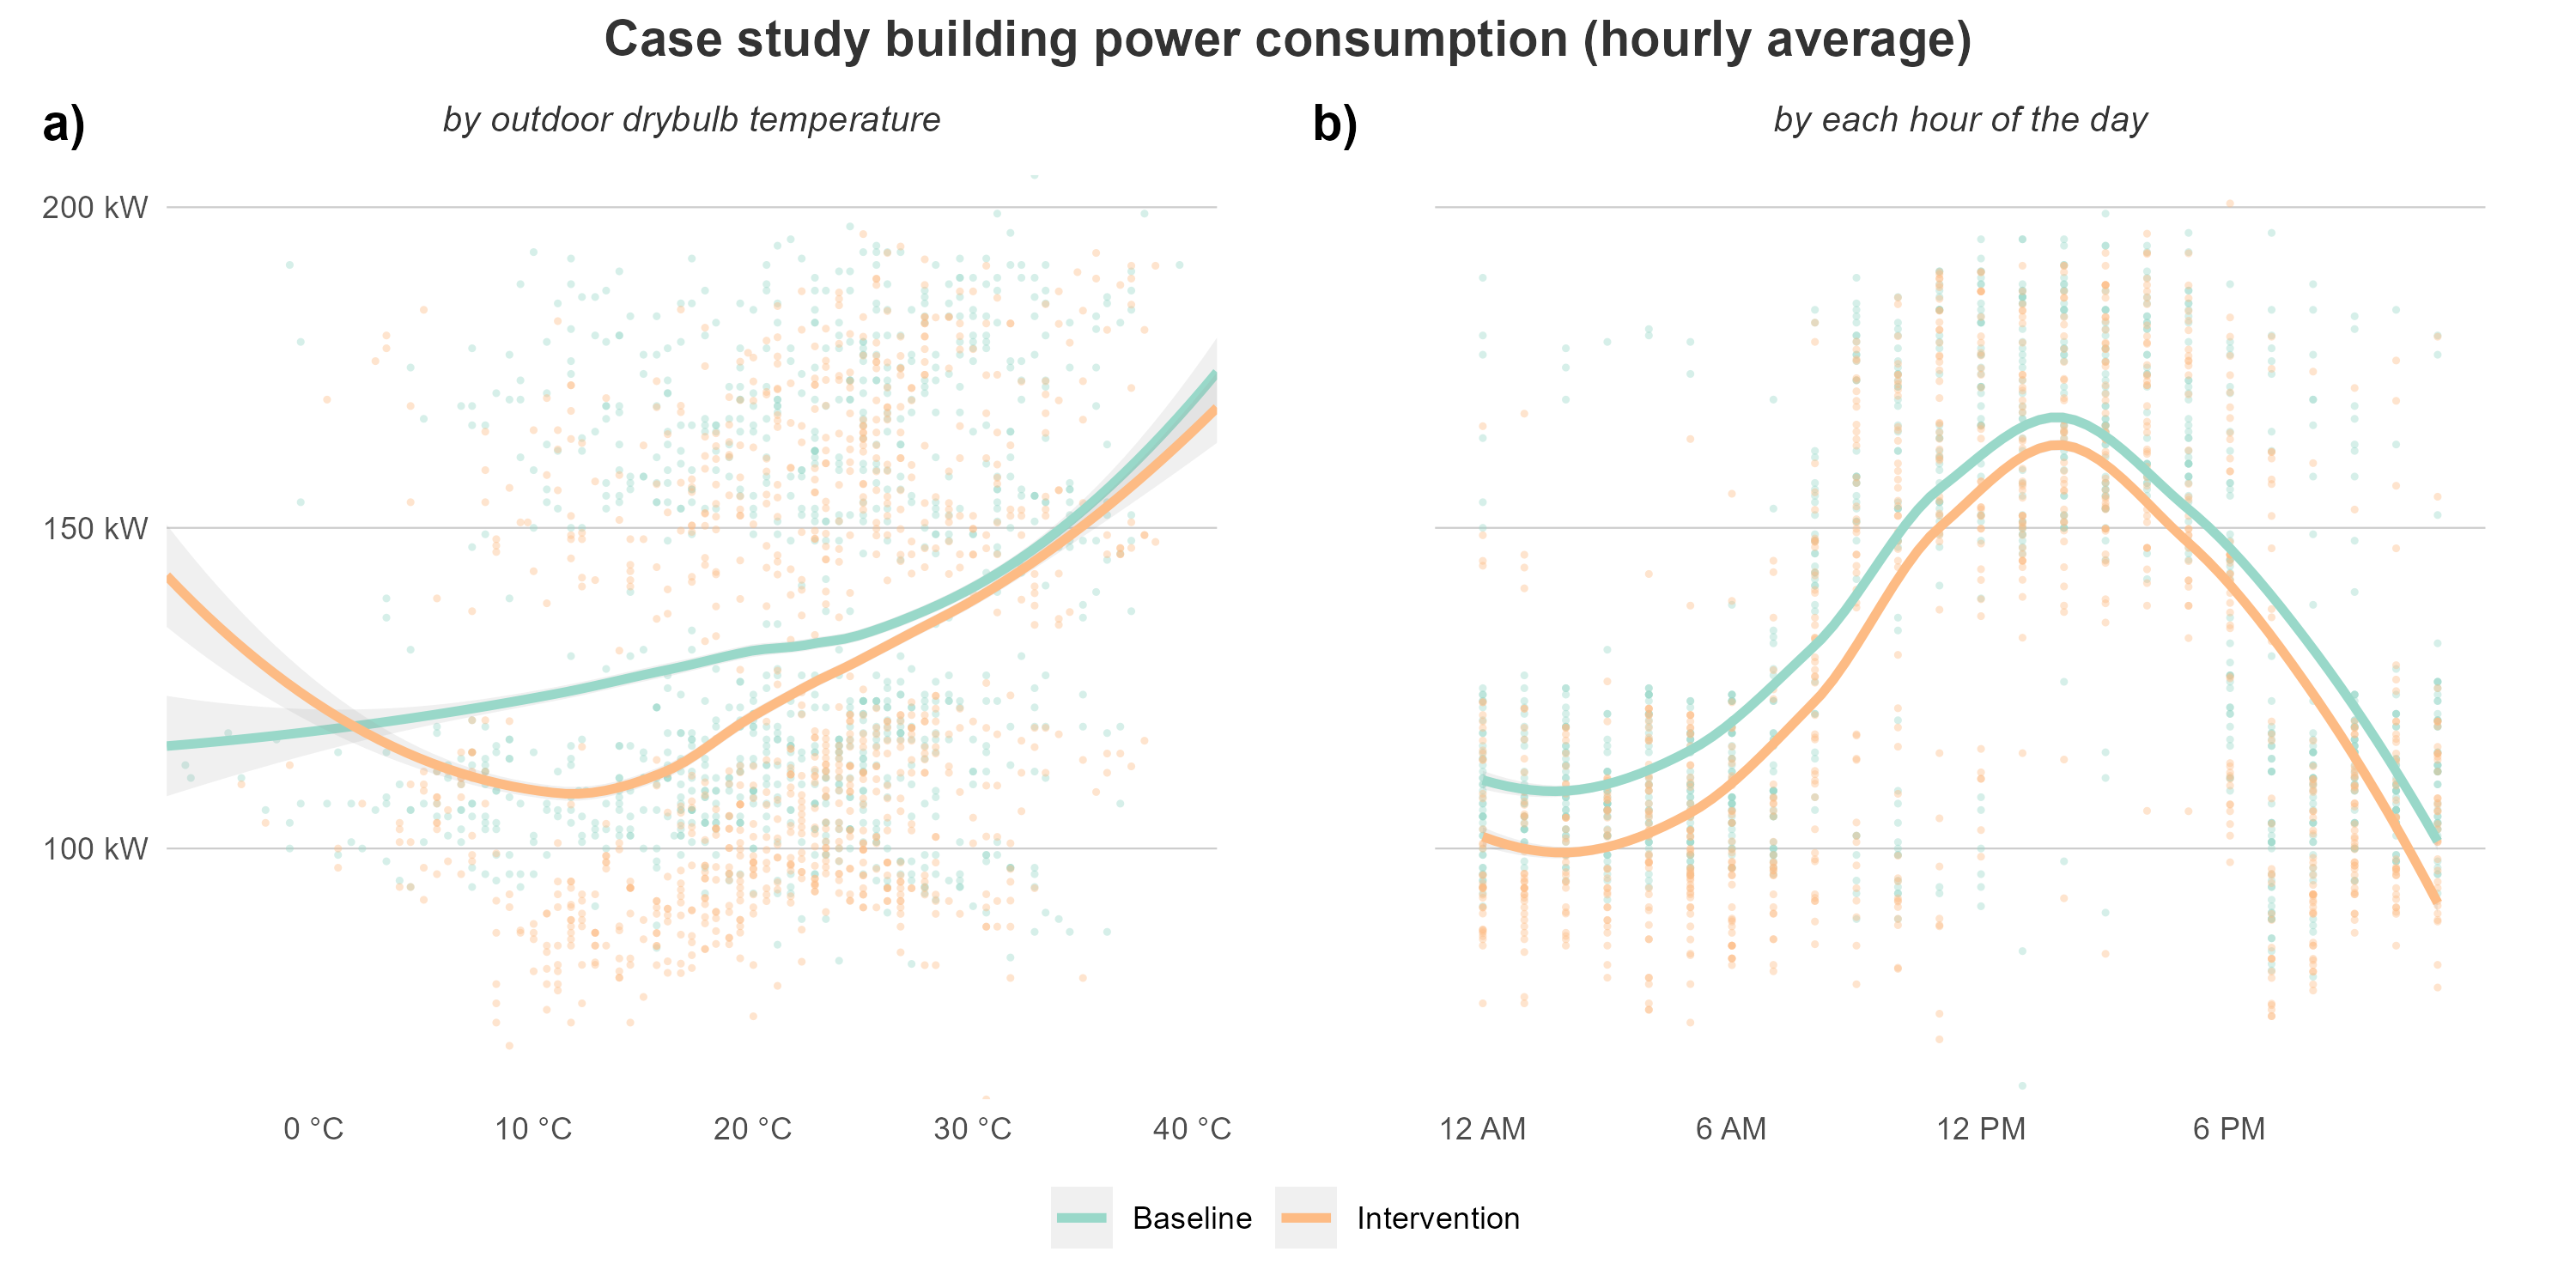 Case study building power consumption (hourly average)
a)
by outdoor drybulb temperature
b)
by each hour of the day
200 kW
150 kW
100 kW
0 °C
10 °C
20 °C
30 °C
40 °C
12 AM
6 AM
12 PM
6 PM
Baseline
Intervention